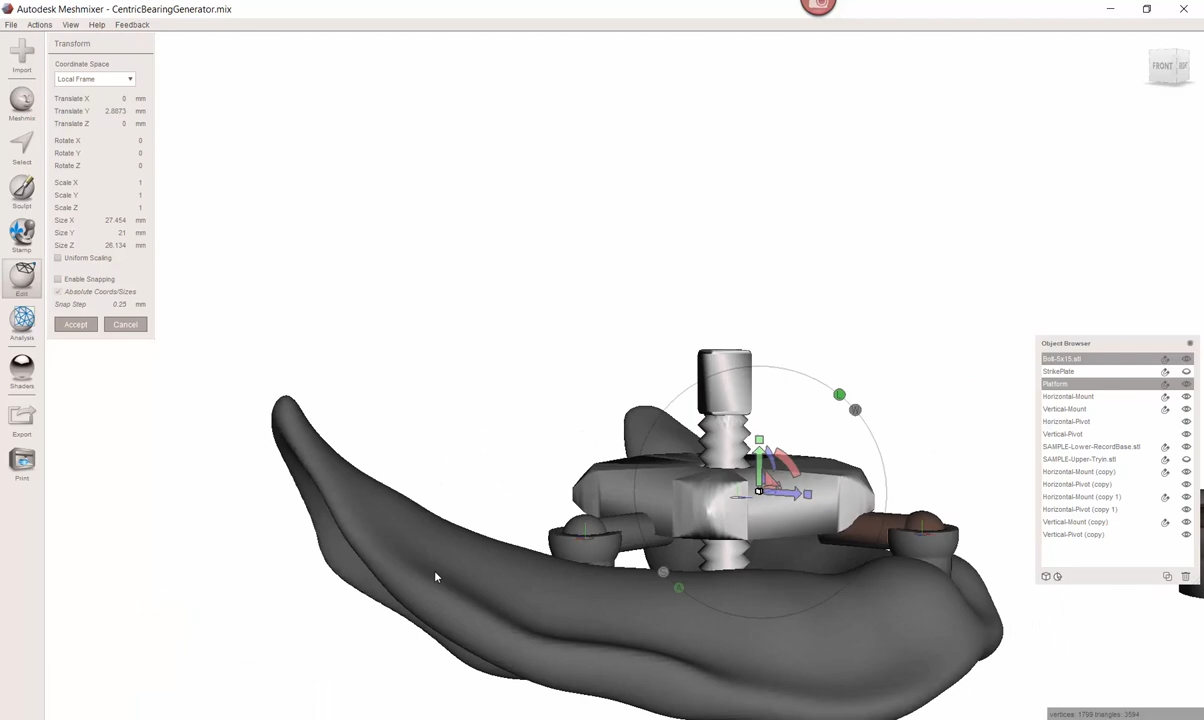 Autodesk Meshmixer - CentricBearingGenerator.mix
File Actions View Help Feedback
Import
Meshmix
Select
Sculpt
Stamp
Edit
Analysis
Shaders
Export
Print
Transform
Coordinate Space
Local Frame
Translate X 0 mm
Translate Y 2.8873 mm
Translate Z 0 mm
Rotate X 0
Rotate Y 0
Rotate Z 0
Scale X 1
Scale Y 1
Scale Z 1
Size X 27.454 mm
Size Y 21 mm
Size Z 26.134 mm
Uniform Scaling
Enable Snapping
Absolute Coords/Sizes
Snap Step 0.25 mm
Accept Cancel
FRONT
L
W
S
A
Object Browser
Bolt-5x15.stl
StrikePlate
Platform
Horizontal-Mount
Vertical-Mount
Horizontal-Pivot
Vertical-Pivot
SAMPLE-Lower-RecordBase.stl
SAMPLE-Upper-Tryin.stl
Horizontal-Mount (copy)
Horizontal-Pivot (copy)
Horizontal-Mount (copy 1)
Horizontal-Pivot (copy 1)
Vertical-Mount (copy)
Vertical-Pivot (copy)
vertices: 1799 triangles: 3594